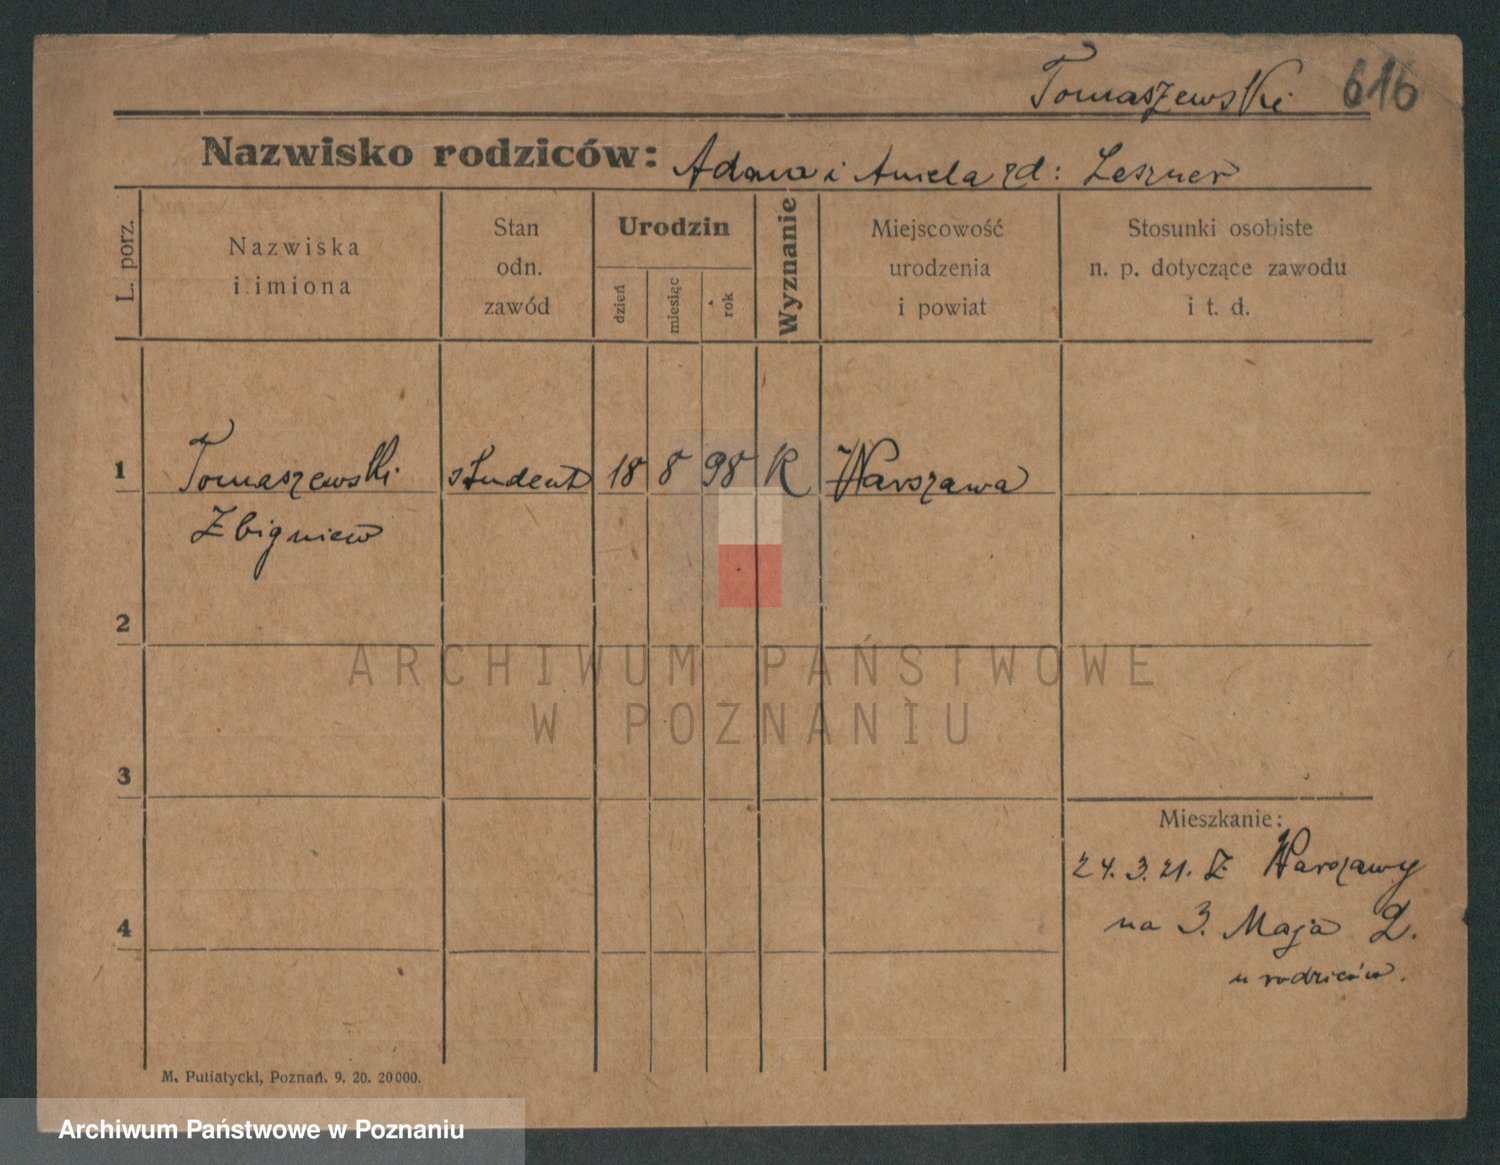 Tomaszewski 616
Nazwisko rodziców: Adam i Aniela rd: Leszner
L. porz.
Nazwiska
i imiona
Stan
odn.
zawód
Urodzin
dzień
miesiąc
rok
Wyznanie
Miejscowość
urodzenia
i powiat
Stosunki osobiste
n. p. dotyczące zawodu
i t. d.
1 Tomaszewski student 18 8 98 K Warszawa
Zbigniew
2
ARCHIWUM PAŃSTWOWE
W POZNANIU
3
Mieszkanie:
24. 3. 21. Z Warszawy
4 na 3. Maja 2.
u rodziców.
M. Putiatycki, Poznań. 9. 20. 20000.
Archiwum Państwowe w Poznaniu